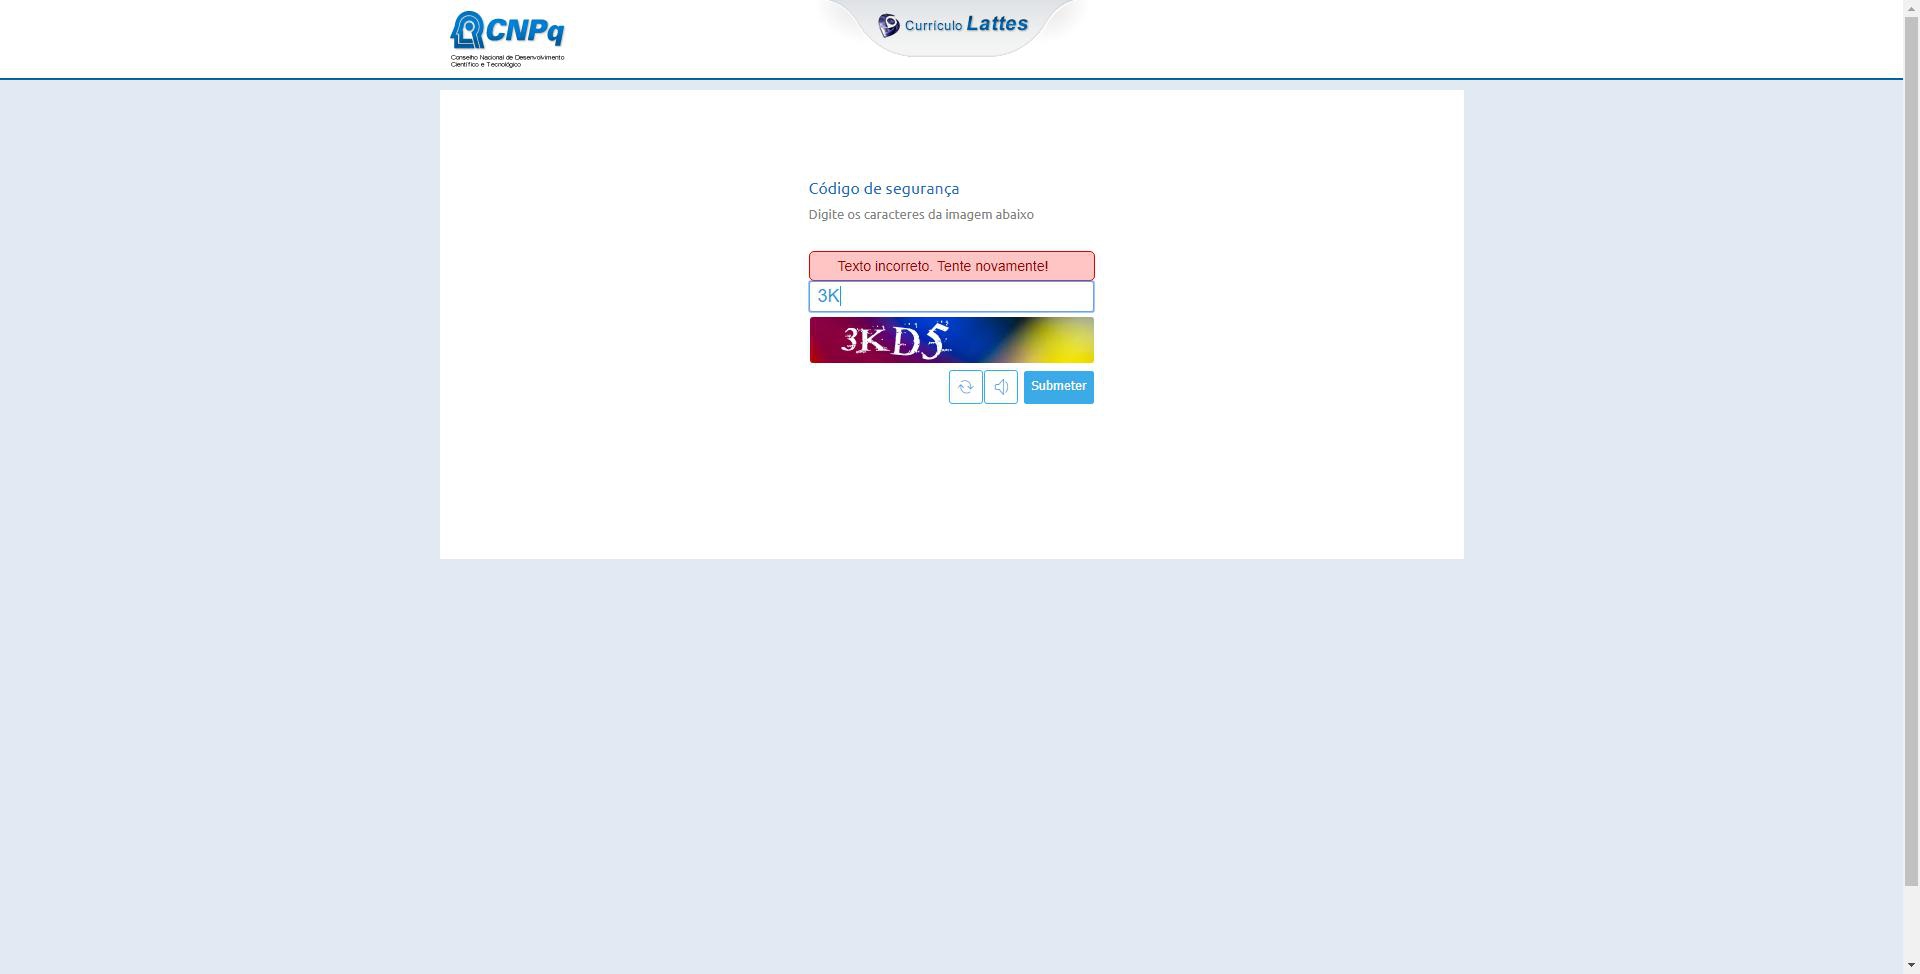 CNPq
Conselho Nacional de Desenvolvimento
Científico e Tecnológico
Currículo Lattes
Código de segurança
Digite os caracteres da imagem abaixo
Texto incorreto. Tente novamente!
3K
3KD5
Submeter